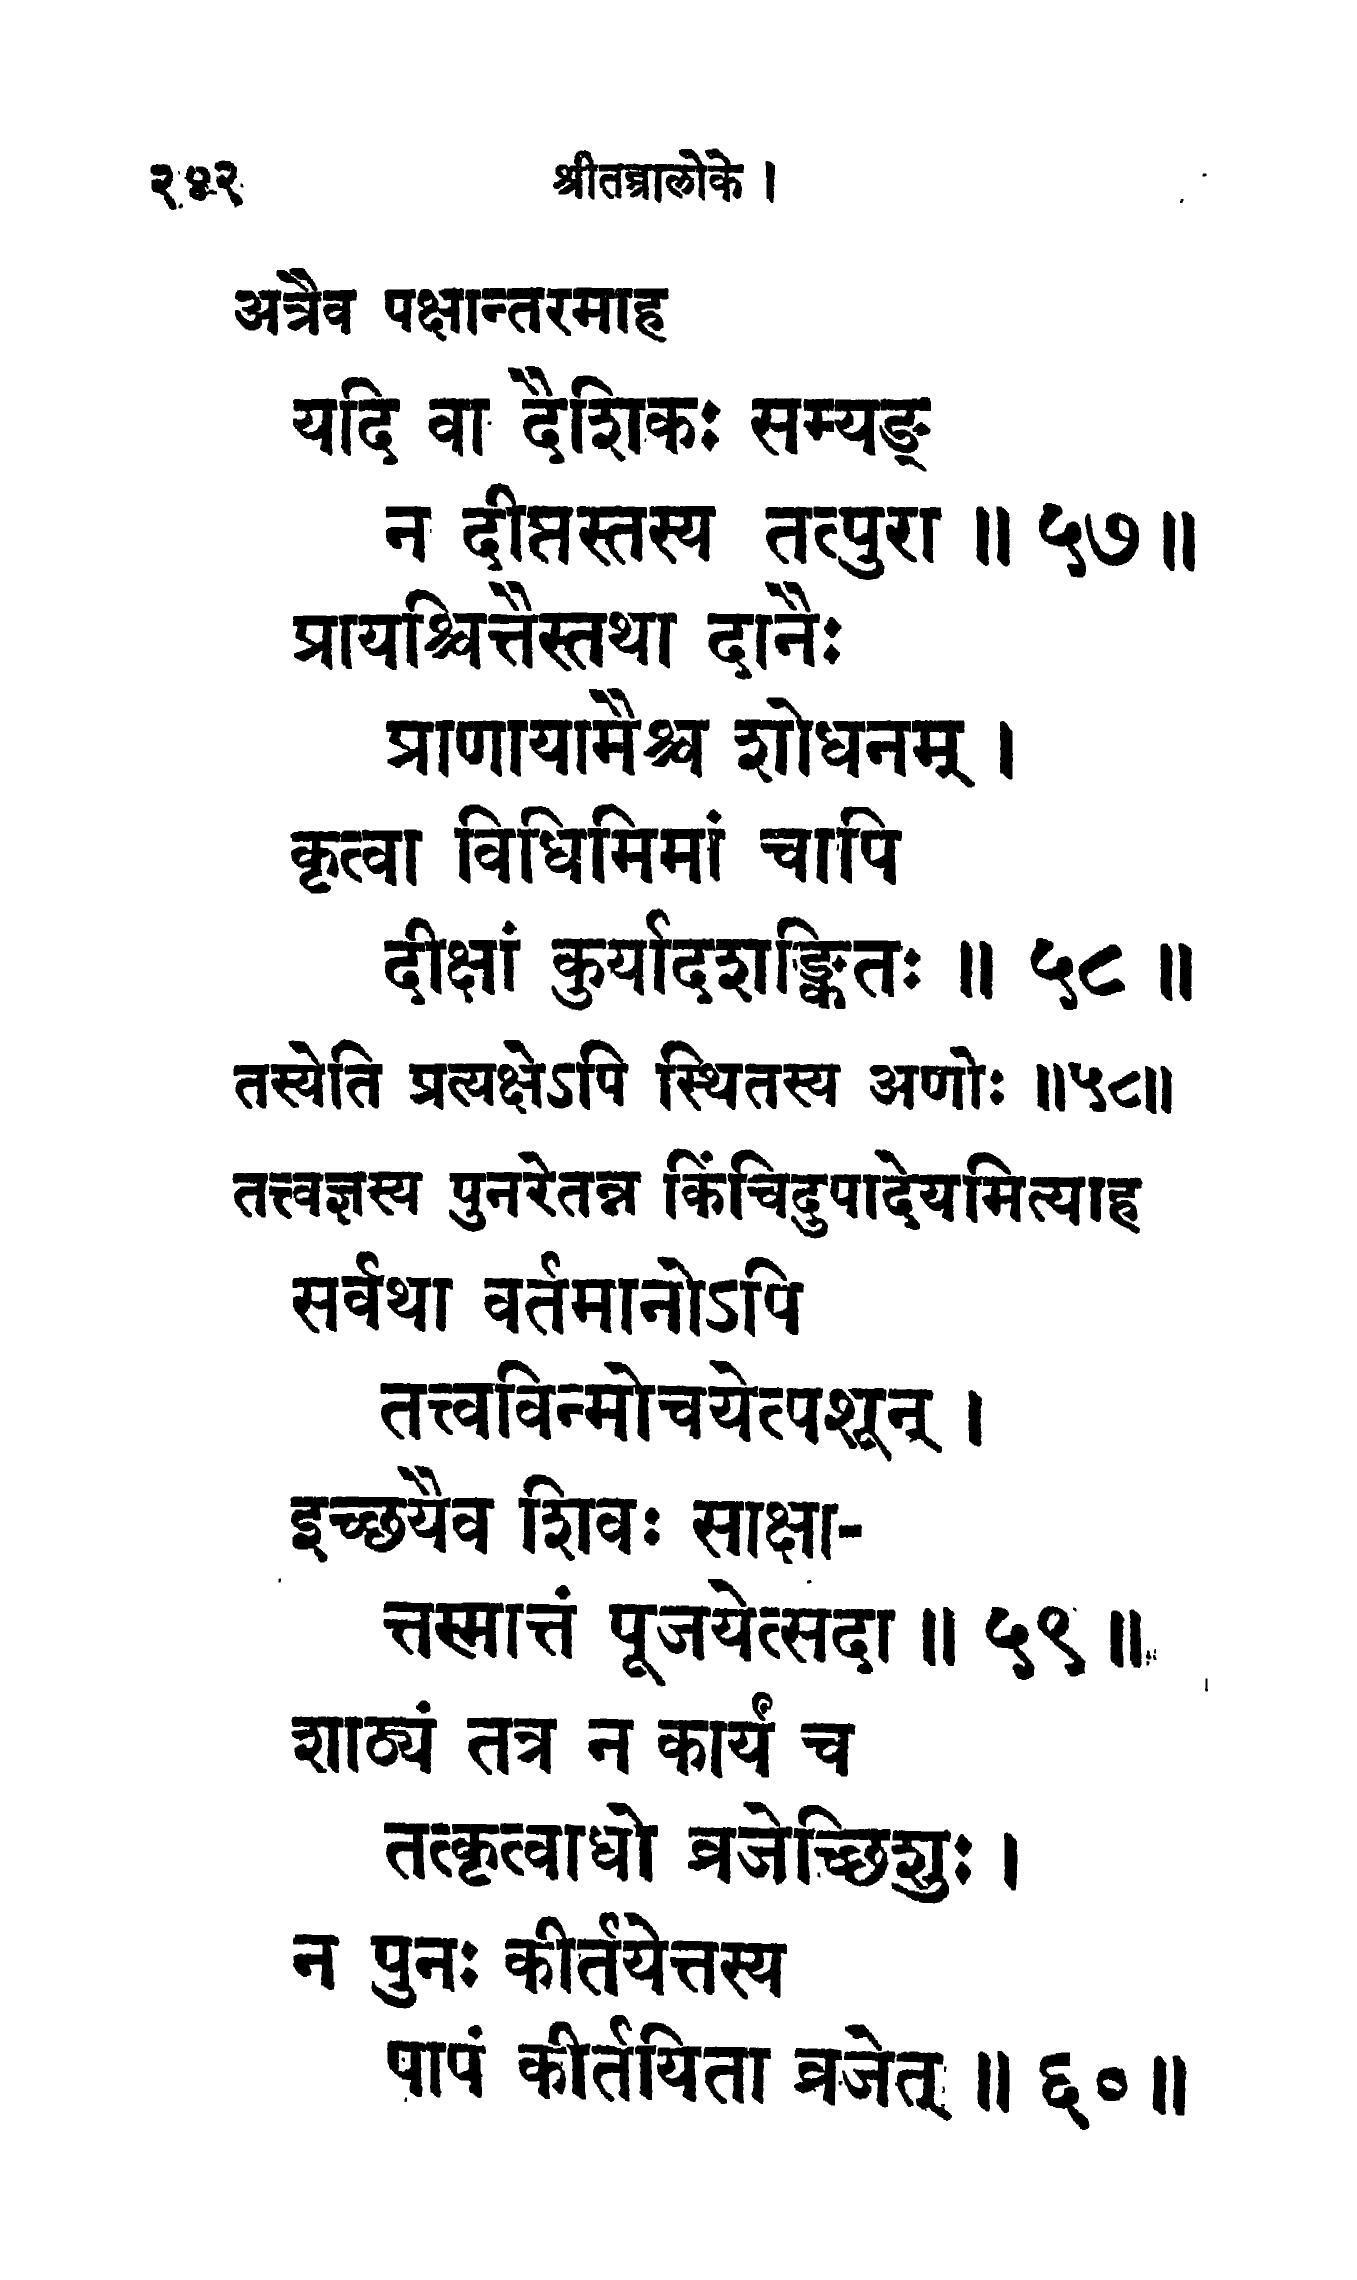 श्रीतन्त्रालोके ।
अत्रैव पक्षान्तरमाह
यदि वा दैशिकः सम्यङ्
न दीप्तस्तस्य तत्पुरा ॥ ५७ ॥
प्रायश्चित्तैस्तथा दानैः
प्राणायामैश्च शोधनम् ।
कृत्वा विधिमिमां चापि
दीक्षां कुर्यादशङ्कितः ॥ ५८ ॥
तस्येति प्रत्यक्षेऽपि स्थितस्य अणोः ॥५८॥
तत्त्वज्ञस्य पुनरेतन्न किंचिदुपादेयमित्याह
सर्वथा वर्तमानोऽपि
तत्त्वविन्मोचयेत्पशून् ।
इच्छयैव शिवः साक्षा-
त्तस्मात्तं पूजयेत्सदा ॥ ५९ ॥
शाठ्यं तत्र न कार्यं च
तत्कृत्वाधो व्रजेच्छिशुः ।
न पुनः कीर्तयेत्तस्य
पापं कीर्तयिता व्रजेत् ॥ ६० ॥